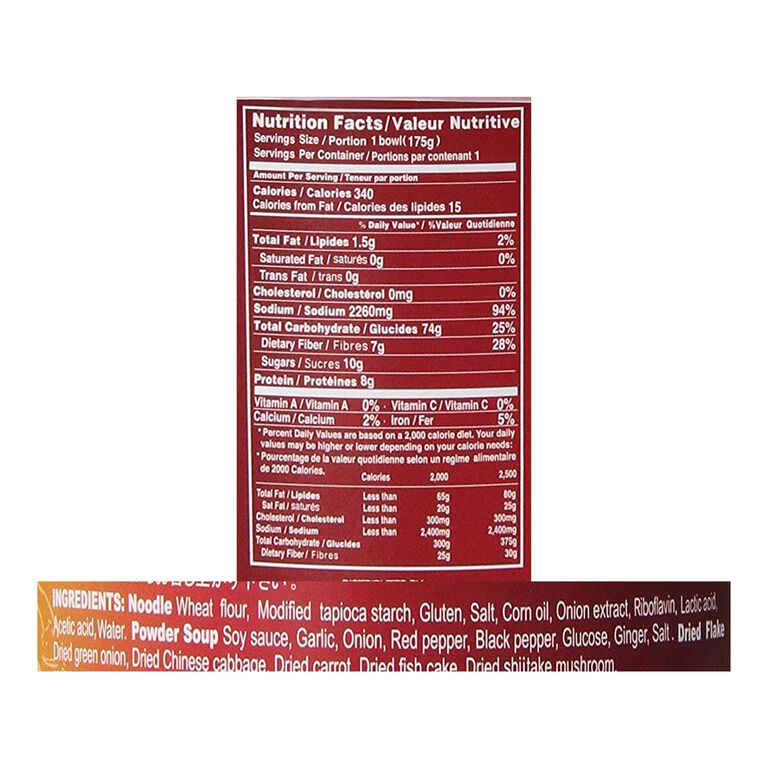 Nutrition Facts/Valeur Nutritive
Servings Size / Portion 1 bowl(175g)
Servings Per Container/Portions par contenant 1
Amount Per Serving / Teneur par portion
Calories / Calories 340
Calories from Fat / Calories des lipides 15
% Daily Value* / %Valeur Quotidienne
Total Fat / Lipides 1.5g 2%
Saturated Fat / saturés 0g 0%
Trans Fat / trans 0g
Cholesterol / Cholestérol 0mg 0%
Sodium / Sodium 2260mg 94%
Total Carbohydrate / Glucides 74g 25%
Dietary Fiber / Fibres 7g 28%
Sugars / Sucres 10g
Protein / Protéines 8g
Vitamin A / Vitamin A 0% · Vitamin C / Vitamin C 0%
Calcium / Calcium 2% · Iron / Fer 5%
*Percent Daily Values are based on a 2,000 calorie diet. Your daily
values may be higher or lower depending on your calorie needs:
*Pourcentage de la valeur quotidienne selon un regime alimentaire
de 2000 Calories. Calories 2,000 2,500
Total Fat / Lipides Less than 65g 80g
Sat Fat / saturés Less than 20g 25g
Cholesterol / Cholestérol Less than 300mg 300mg
Sodium / Sodium Less than 2,400mg 2,400mg
Total Carbohydrate / Glucides 300g 375g
Dietary Fiber / Fibres 25g 30g
INGREDIENTS: Noodle Wheat flour, Modified tapioca starch, Gluten, Salt, Corn oil, Onion extract, Riboflavin, Lactic acid,
Acetic acid, Water. Powder Soup Soy sauce, Garlic, Onion, Red pepper, Black pepper, Glucose, Ginger, Salt. Dried Flake
Dried green onion, Dried Chinese cabbage, Dried carrot, Dried fish cake, Dried shiitake mushroom.